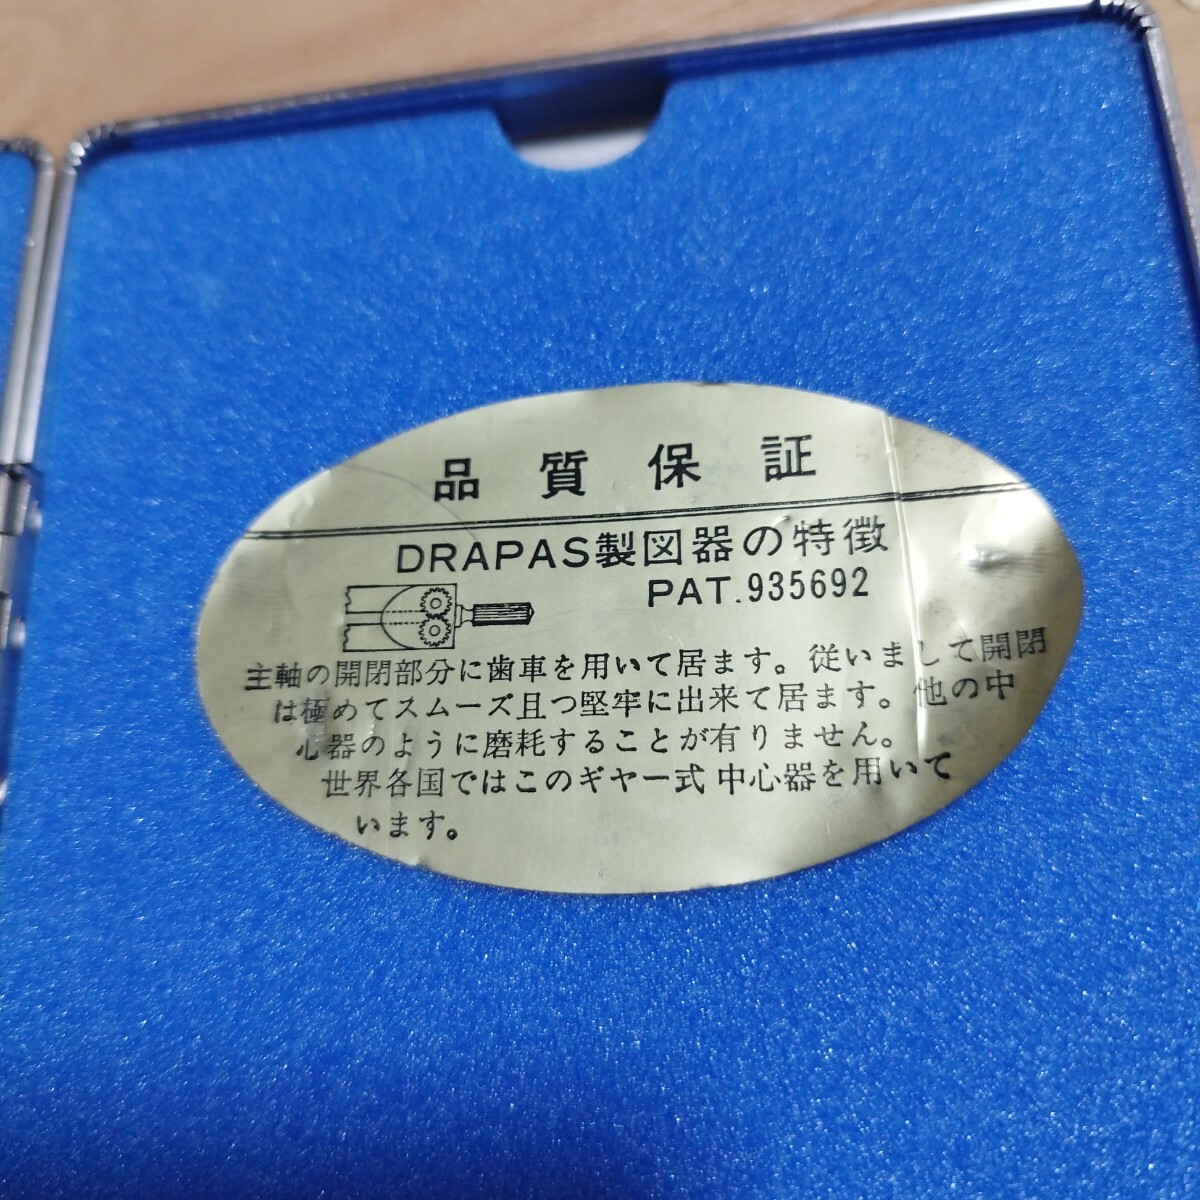 品質保証
DRAPAS製図器の特徴
PAT.935692
主軸の開閉部分に歯車を用いて居ます。従いまして開閉
は極めてスムーズ且つ堅牢に出来て居ます。他の中
心器のように磨耗することが有りません。
世界各国ではこのギヤー式中心器を用いて
います。